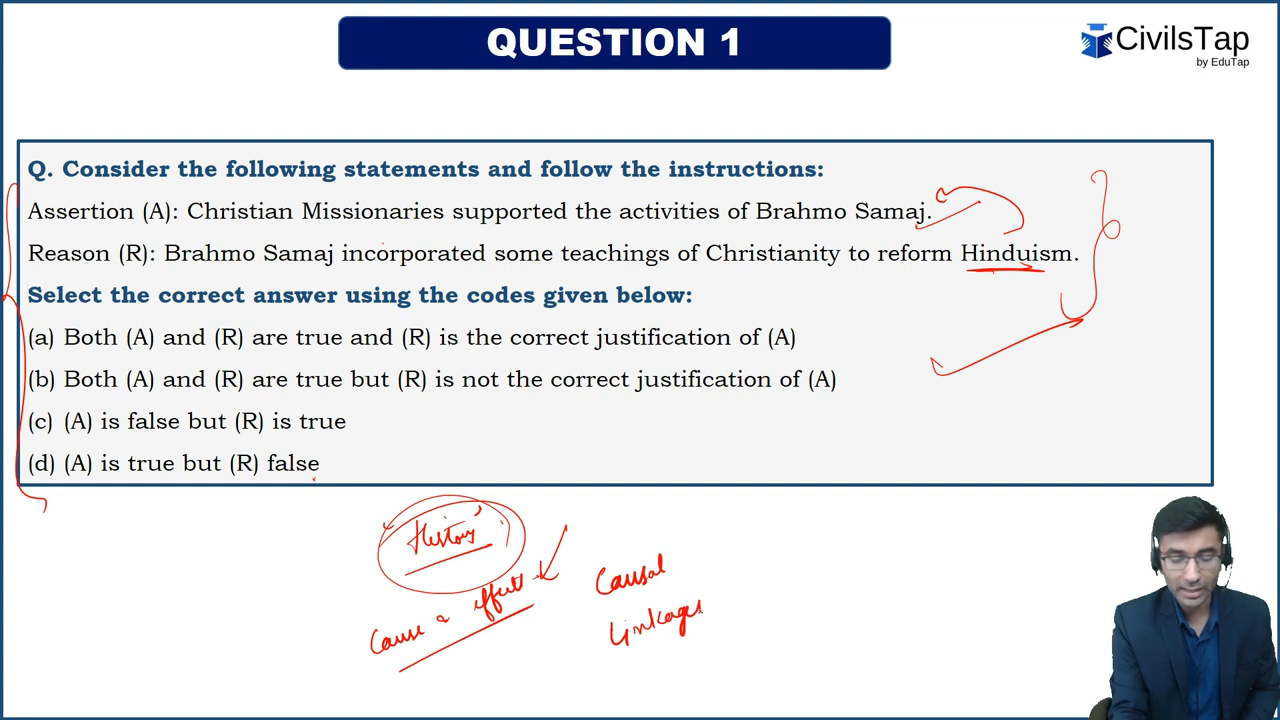 QUESTION 1
CivilsTap
by EduTap
Q. Consider the following statements and follow the instructions:
Assertion (A): Christian Missionaries supported the activities of Brahmo Samaj.
Reason (R): Brahmo Samaj incorporated some teachings of Christianity to reform Hinduism.
Select the correct answer using the codes given below:
(a) Both (A) and (R) are true and (R) is the correct justification of (A)
(b) Both (A) and (R) are true but (R) is not the correct justification of (A)
(c) (A) is false but (R) is true
(d) (A) is true but (R) false
History
Cause & effect
Causal
Linkages